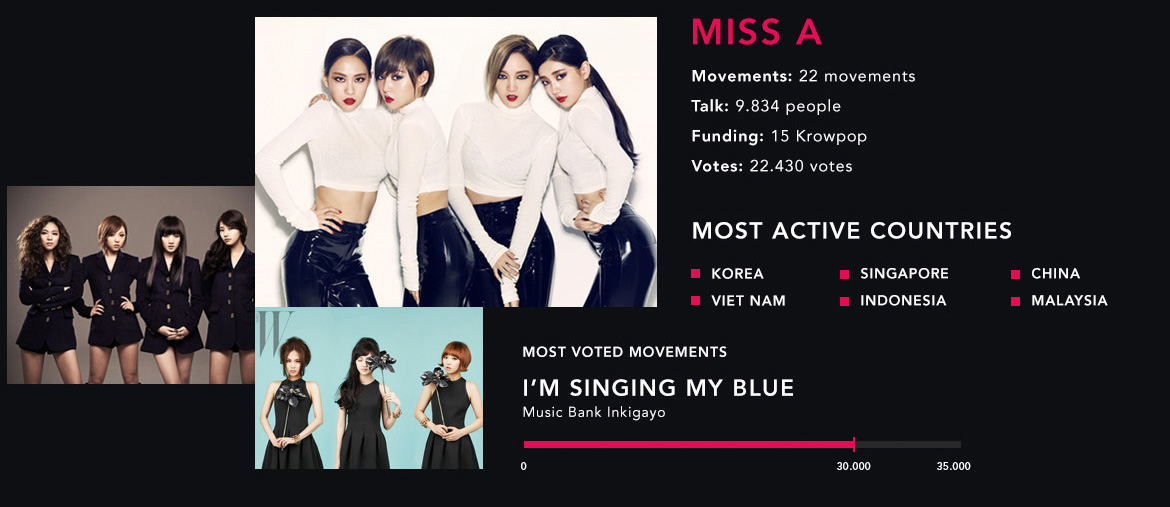 MISS A
Movements: 22 movements
Talk: 9.834 people
Funding: 15 Krowpop
Votes: 22.430 votes
MOST ACTIVE COUNTRIES
KOREA SINGAPORE CHINA
VIET NAM INDONESIA MALAYSIA
W
MOST VOTED MOVEMENTS
I’M SINGING MY BLUE
Music Bank Inkigayo
0 30.000 35.000